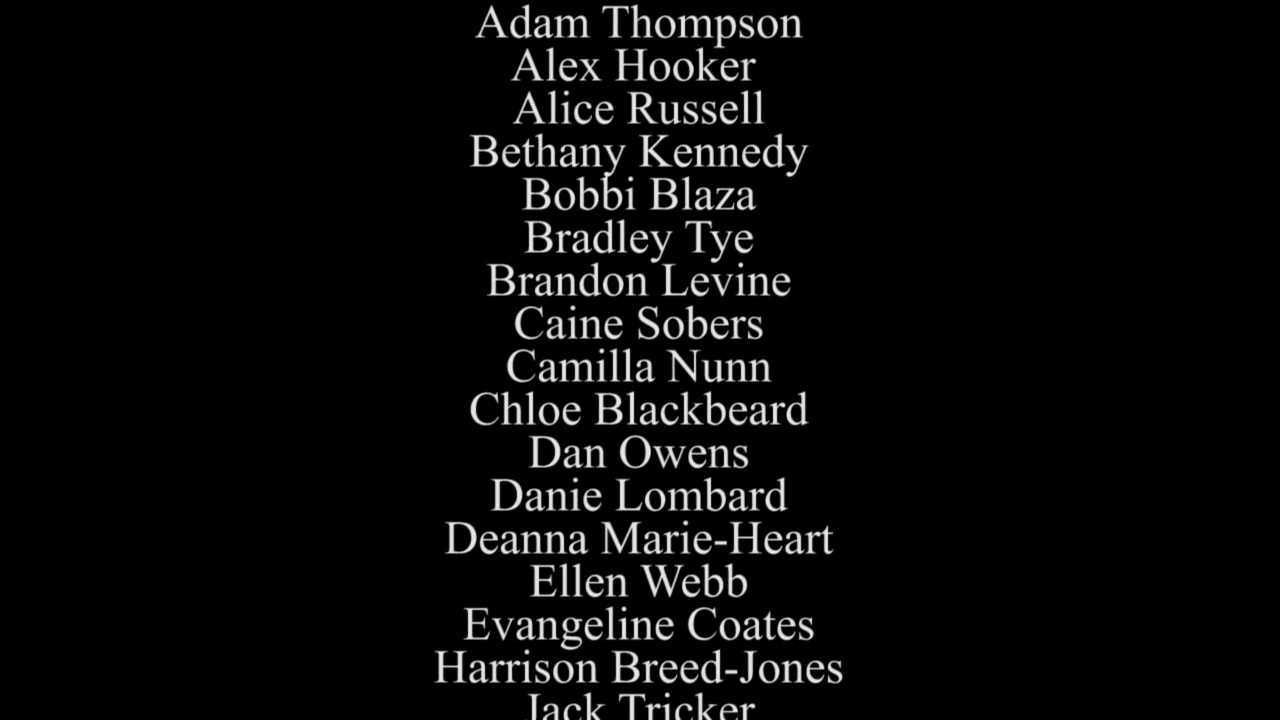 Adam Thompson
Alex Hooker
Alice Russell
Bethany Kennedy
Bobbi Blaza
Bradley Tye
Brandon Levine
Caine Sobers
Camilla Nunn
Chloe Blackbeard
Dan Owens
Danie Lombard
Deanna Marie-Heart
Ellen Webb
Evangeline Coates
Harrison Breed-Jones
Jack Tricker